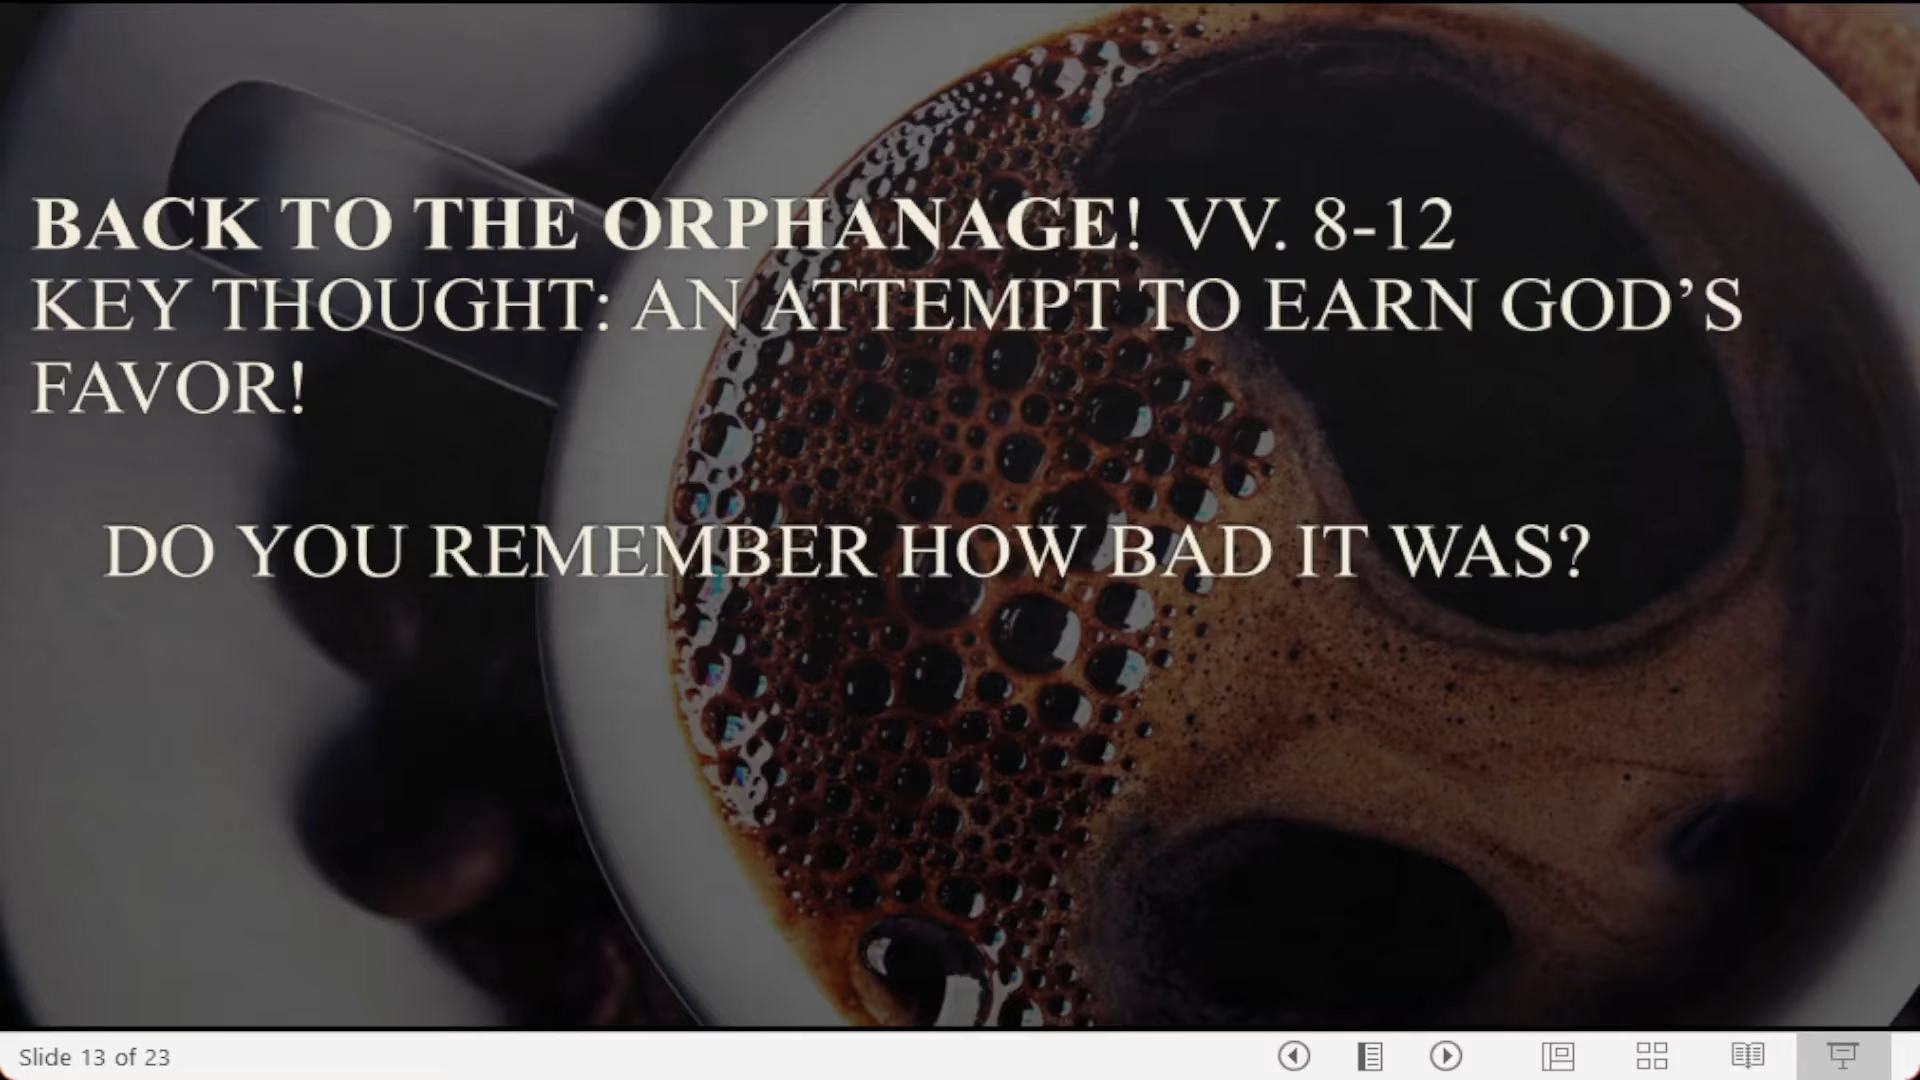 BACK TO THE ORPHANAGE! VV. 8-12
KEY THOUGHT: AN ATTEMPT TO EARN GOD’S
FAVOR!
DO YOU REMEMBER HOW BAD IT WAS?
Slide 13 of 23